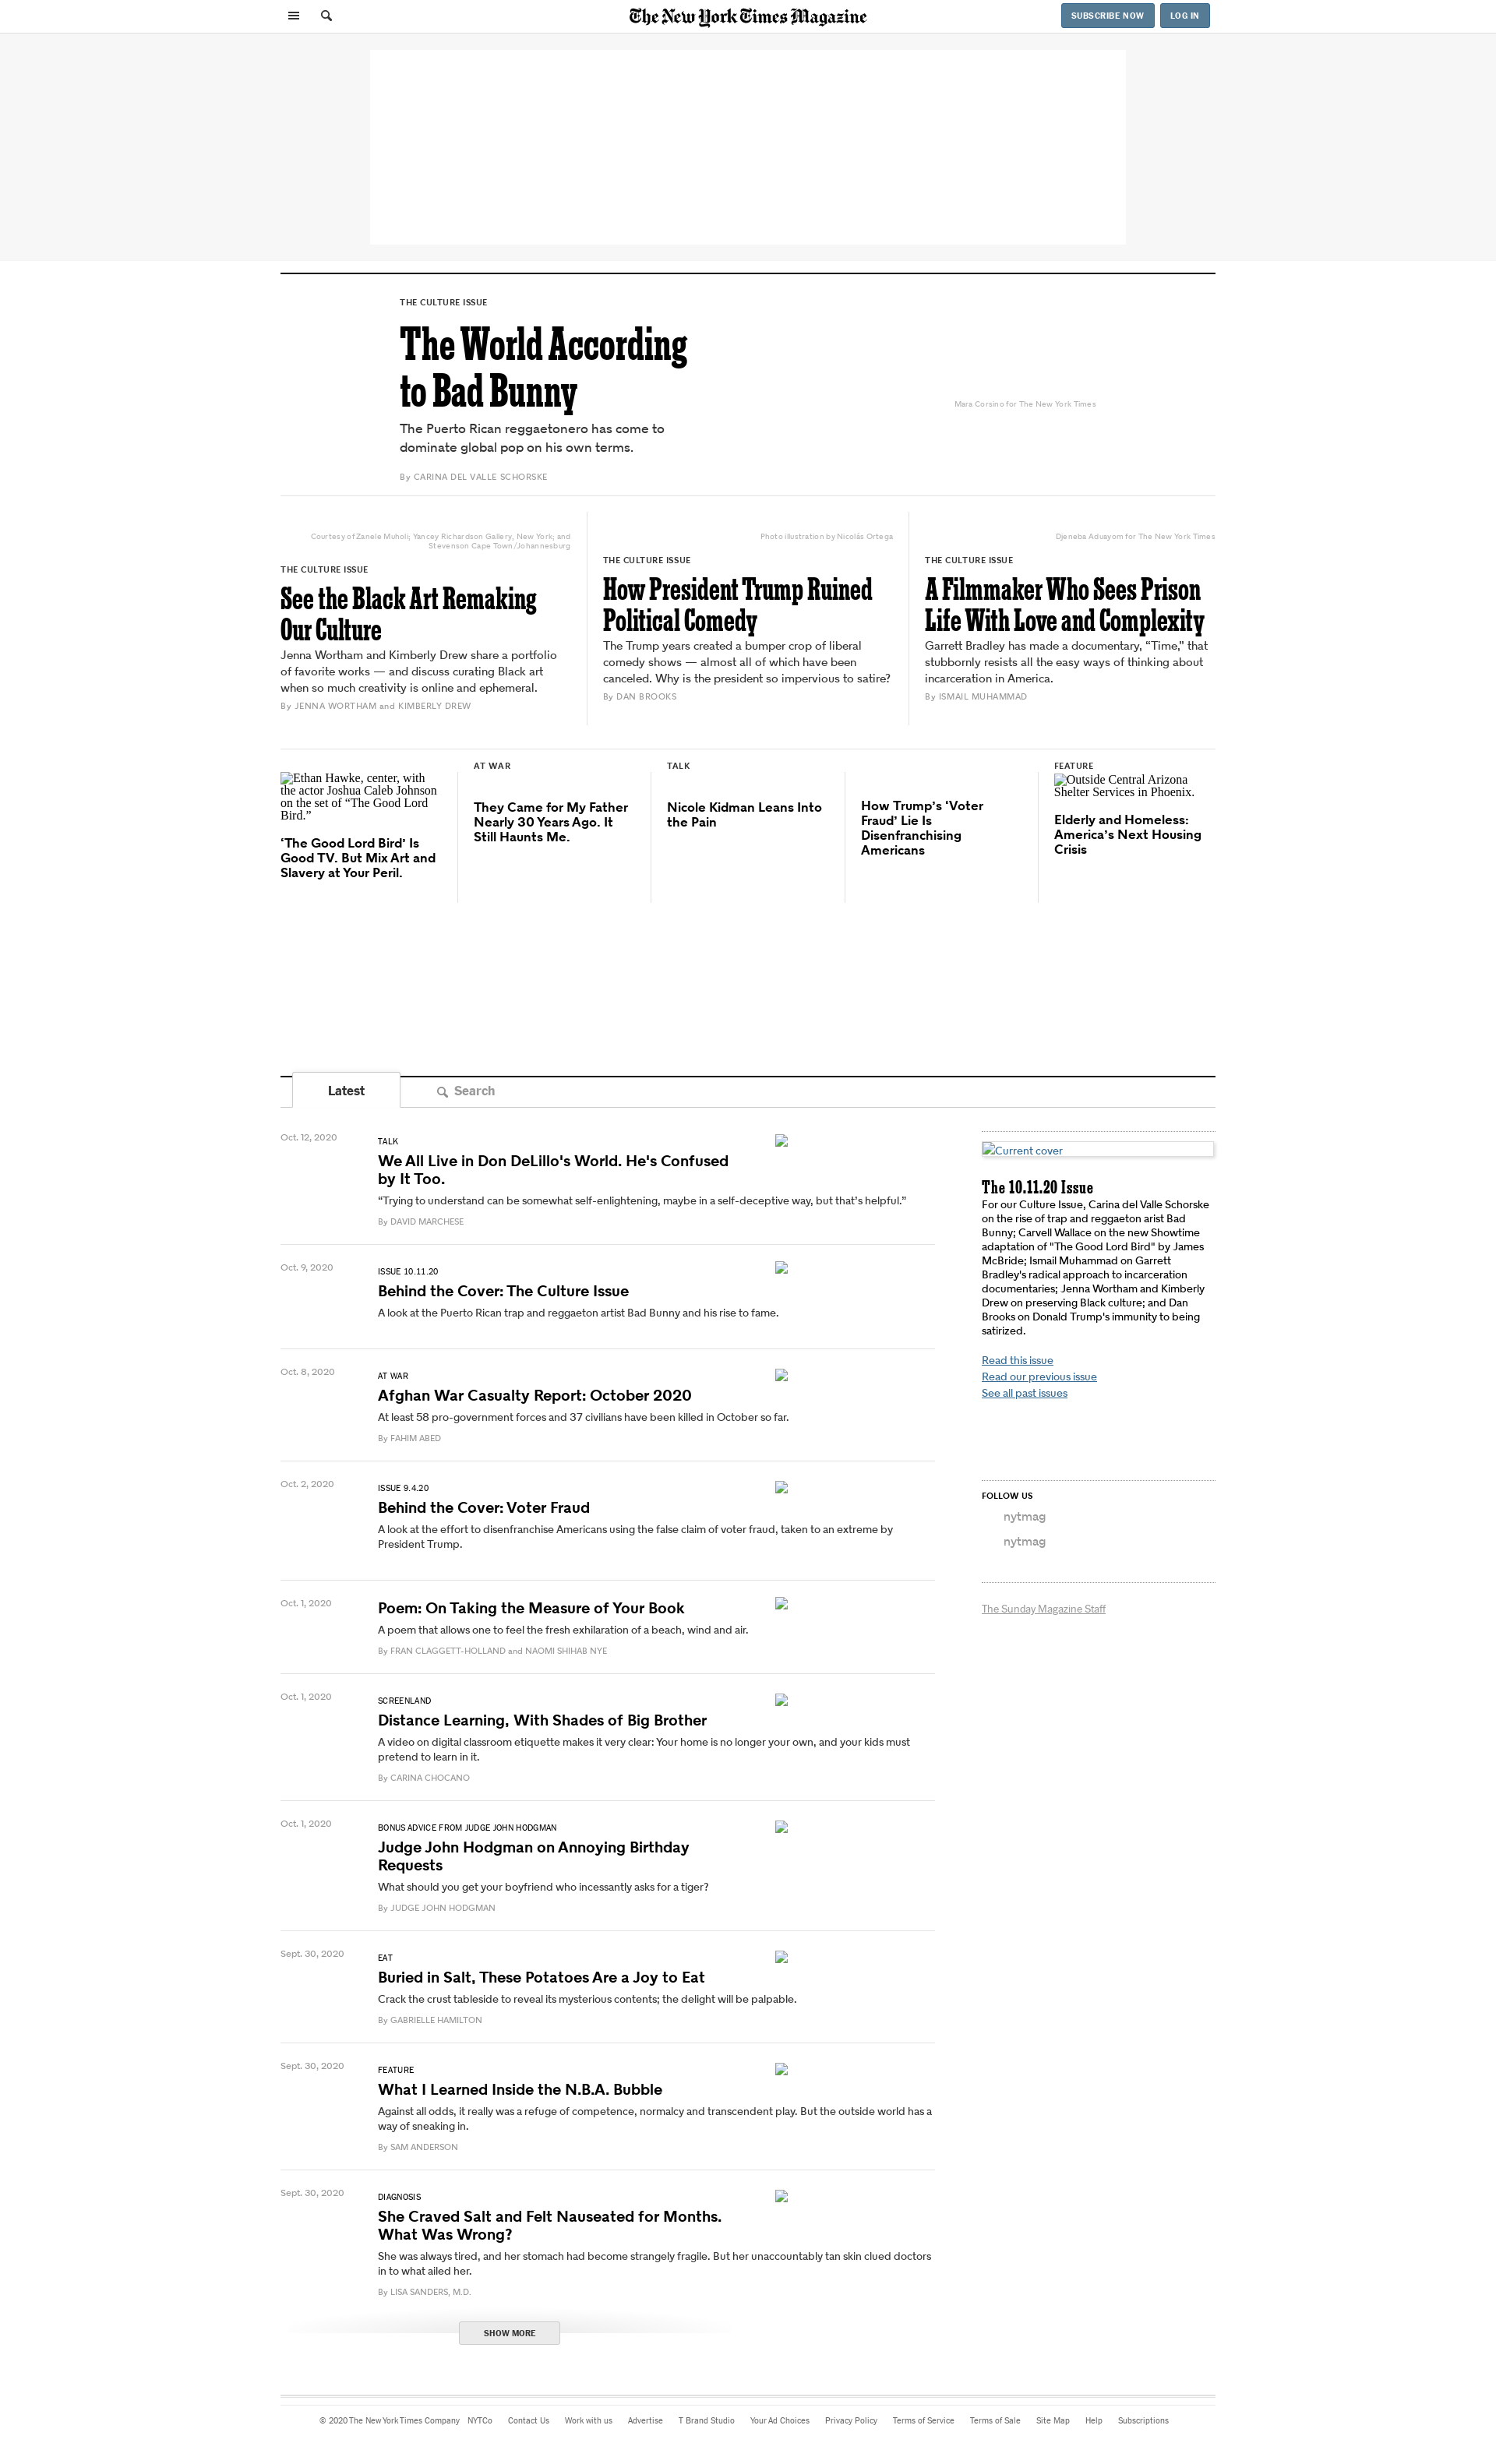 The New York Times Magazine
SUBSCRIBE NOW
LOG IN
THE CULTURE ISSUE
The World According
to Bad Bunny
The Puerto Rican reggaetonero has come to
dominate global pop on his own terms.
By CARINA DEL VALLE SCHORSKE
Mara Corsino for The New York Times
Courtesy of Zanele Muholi; Yancey Richardson Gallery, New York; and
Stevenson Cape Town/Johannesburg
THE CULTURE ISSUE
See the Black Art Remaking
Our Culture
Jenna Wortham and Kimberly Drew share a portfolio
of favorite works — and discuss curating Black art
when so much creativity is online and ephemeral.
By JENNA WORTHAM and KIMBERLY DREW
Photo illustration by Nicolás Ortega
THE CULTURE ISSUE
How President Trump Ruined
Political Comedy
The Trump years created a bumper crop of liberal
comedy shows — almost all of which have been
canceled. Why is the president so impervious to satire?
By DAN BROOKS
Djeneba Aduayom for The New York Times
THE CULTURE ISSUE
A Filmmaker Who Sees Prison
Life With Love and Complexity
Garrett Bradley has made a documentary, “Time,” that
stubbornly resists all the easy ways of thinking about
incarceration in America.
By ISMAIL MUHAMMAD
Ethan Hawke, center, with
the actor Joshua Caleb Johnson
on the set of “The Good Lord
Bird.”
‘The Good Lord Bird’ Is
Good TV. But Mix Art and
Slavery at Your Peril.
AT WAR
They Came for My Father
Nearly 30 Years Ago. It
Still Haunts Me.
TALK
Nicole Kidman Leans Into
the Pain
How Trump’s ‘Voter
Fraud’ Lie Is
Disenfranchising
Americans
FEATURE
Outside Central Arizona
Shelter Services in Phoenix.
Elderly and Homeless:
America’s Next Housing
Crisis
Latest
Search
Oct. 12, 2020
TALK
We All Live in Don DeLillo's World. He's Confused
by It Too.
“Trying to understand can be somewhat self-enlightening, maybe in a self-deceptive way, but that’s helpful.”
By DAVID MARCHESE
Oct. 9, 2020
ISSUE 10.11.20
Behind the Cover: The Culture Issue
A look at the Puerto Rican trap and reggaeton artist Bad Bunny and his rise to fame.
Oct. 8, 2020
AT WAR
Afghan War Casualty Report: October 2020
At least 58 pro-government forces and 37 civilians have been killed in October so far.
By FAHIM ABED
Oct. 2, 2020
ISSUE 9.4.20
Behind the Cover: Voter Fraud
A look at the effort to disenfranchise Americans using the false claim of voter fraud, taken to an extreme by
President Trump.
Oct. 1, 2020
Poem: On Taking the Measure of Your Book
A poem that allows one to feel the fresh exhilaration of a beach, wind and air.
By FRAN CLAGGETT-HOLLAND and NAOMI SHIHAB NYE
Oct. 1, 2020
SCREENLAND
Distance Learning, With Shades of Big Brother
A video on digital classroom etiquette makes it very clear: Your home is no longer your own, and your kids must
pretend to learn in it.
By CARINA CHOCANO
Oct. 1, 2020
BONUS ADVICE FROM JUDGE JOHN HODGMAN
Judge John Hodgman on Annoying Birthday
Requests
What should you get your boyfriend who incessantly asks for a tiger?
By JUDGE JOHN HODGMAN
Sept. 30, 2020
EAT
Buried in Salt, These Potatoes Are a Joy to Eat
Crack the crust tableside to reveal its mysterious contents; the delight will be palpable.
By GABRIELLE HAMILTON
Sept. 30, 2020
FEATURE
What I Learned Inside the N.B.A. Bubble
Against all odds, it really was a refuge of competence, normalcy and transcendent play. But the outside world has a
way of sneaking in.
By SAM ANDERSON
Sept. 30, 2020
DIAGNOSIS
She Craved Salt and Felt Nauseated for Months.
What Was Wrong?
She was always tired, and her stomach had become strangely fragile. But her unaccountably tan skin clued doctors
in to what ailed her.
By LISA SANDERS, M.D.
SHOW MORE
Current cover
The 10.11.20 Issue
For our Culture Issue, Carina del Valle Schorske
on the rise of trap and reggaeton arist Bad
Bunny; Carvell Wallace on the new Showtime
adaptation of "The Good Lord Bird" by James
McBride; Ismail Muhammad on Garrett
Bradley's radical approach to incarceration
documentaries; Jenna Wortham and Kimberly
Drew on preserving Black culture; and Dan
Brooks on Donald Trump's immunity to being
satirized.
Read this issue
Read our previous issue
See all past issues
FOLLOW US
nytmag
nytmag
The Sunday Magazine Staff
© 2020 The New York Times Company NYTCo Contact Us Work with us Advertise T Brand Studio Your Ad Choices Privacy Policy Terms of Service Terms of Sale Site Map Help Subscriptions